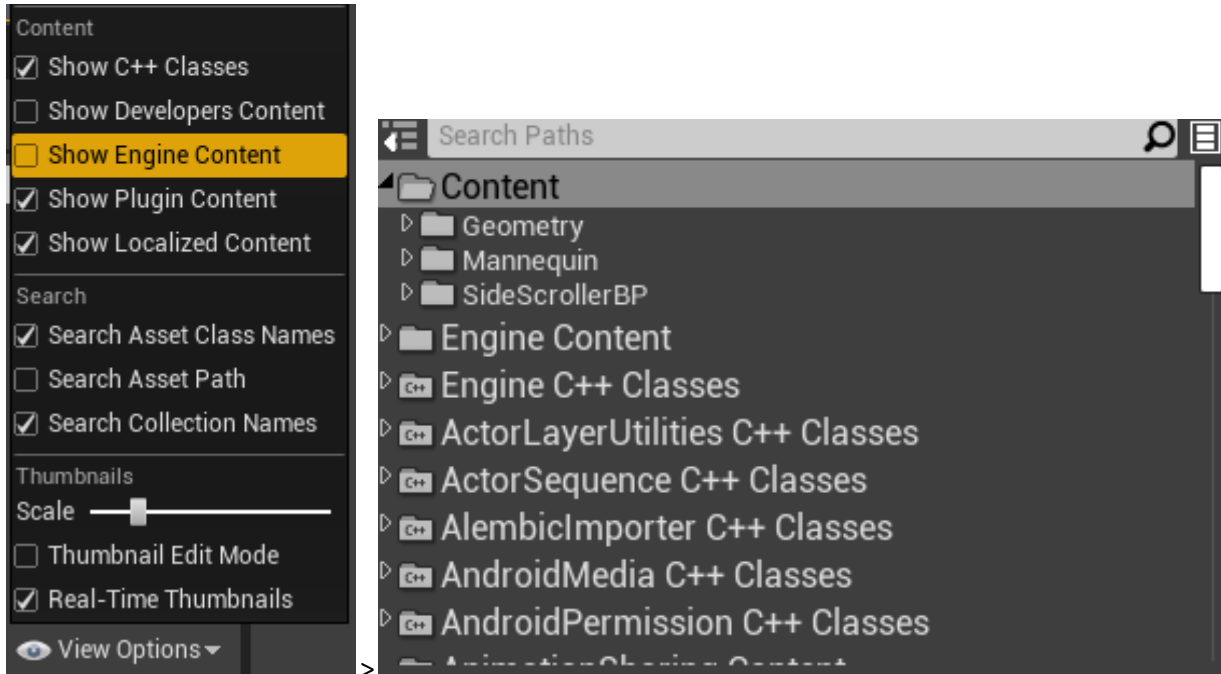 Content
Show C++ Classes
Show Developers Content
Show Engine Content
Show Plugin Content
Show Localized Content
Search
Search Asset Class Names
Search Asset Path
Search Collection Names
Thumbnails
Scale
Thumbnail Edit Mode
Real-Time Thumbnails
View Options
>
Search Paths
Content
Geometry
Mannequin
SideScrollerBP
Engine Content
Engine C++ Classes
ActorLayerUtilities C++ Classes
ActorSequence C++ Classes
AlembicImporter C++ Classes
AndroidMedia C++ Classes
AndroidPermission C++ Classes